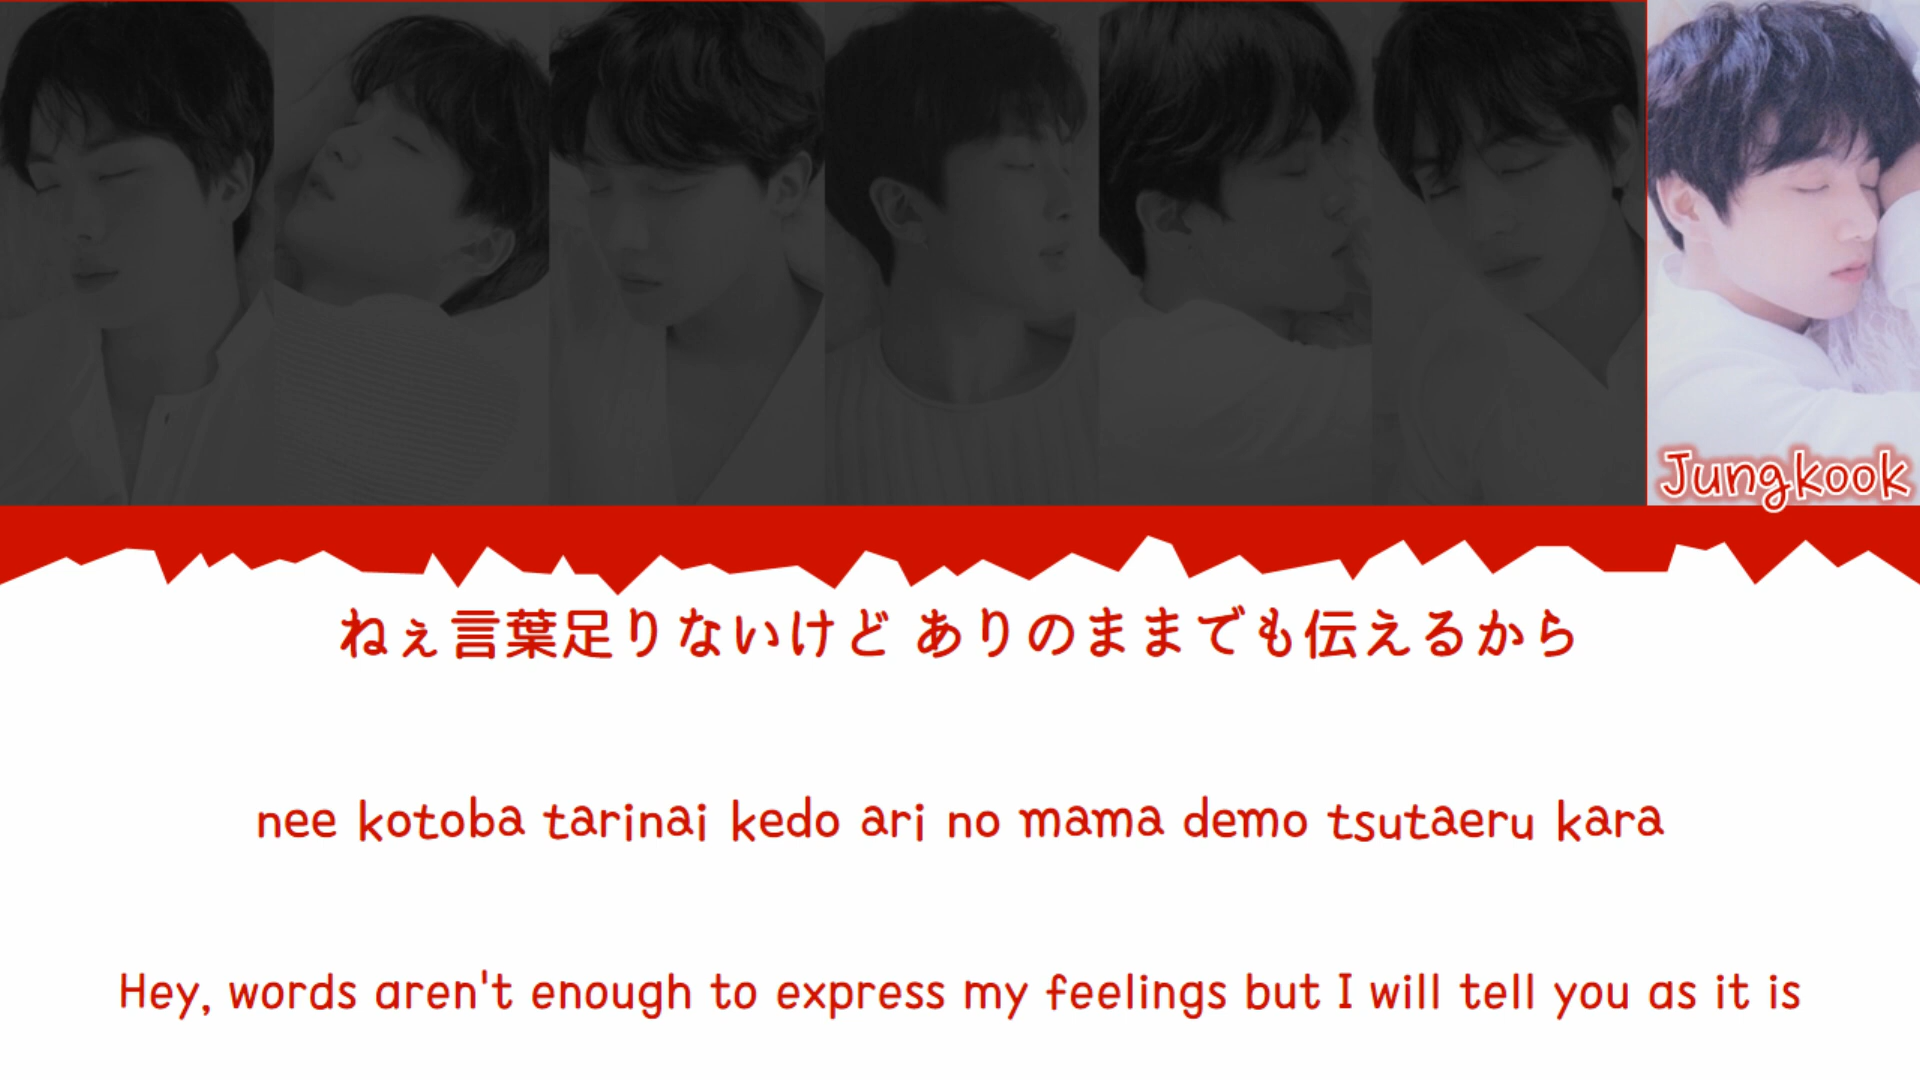 Jungkook
ねぇ言葉足りないけど ありのままでも伝えるから
nee kotoba tarinai kedo ari no mama demo tsutaeru kara
Hey, words aren't enough to express my feelings but I will tell you as it is